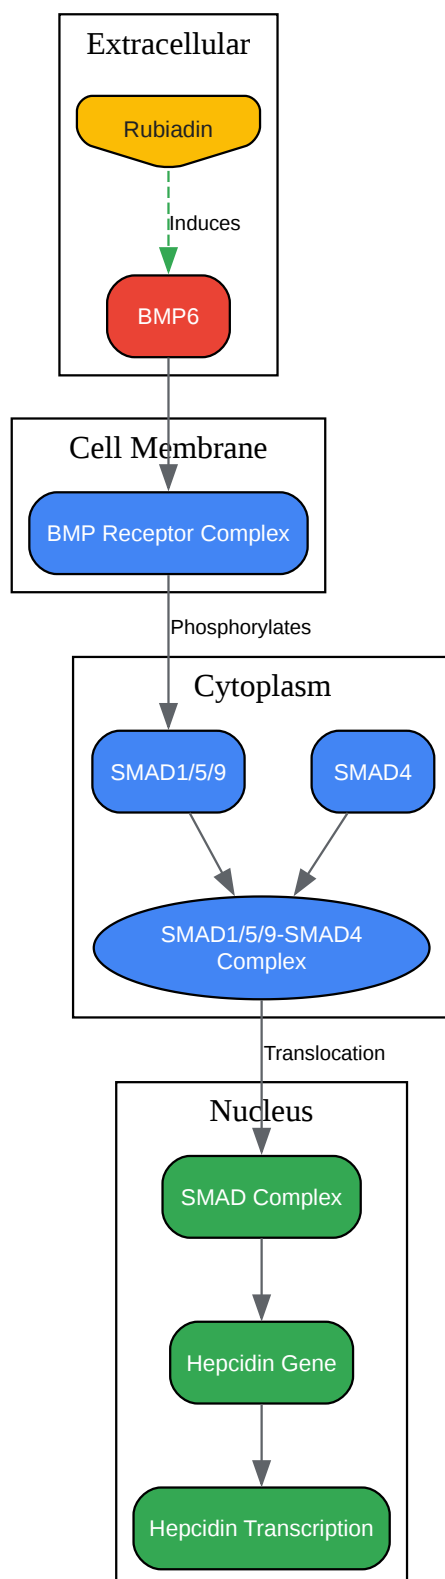 Extracellular
Rubiadin
Induces
BMP6
Cell Membrane
BMP Receptor Complex
Phosphorylates
Cytoplasm
SMAD1/5/9
SMAD4
SMAD1/5/9-SMAD4
Complex
Translocation
Nucleus
SMAD Complex
Hepcidin Gene
Hepcidin Transcription